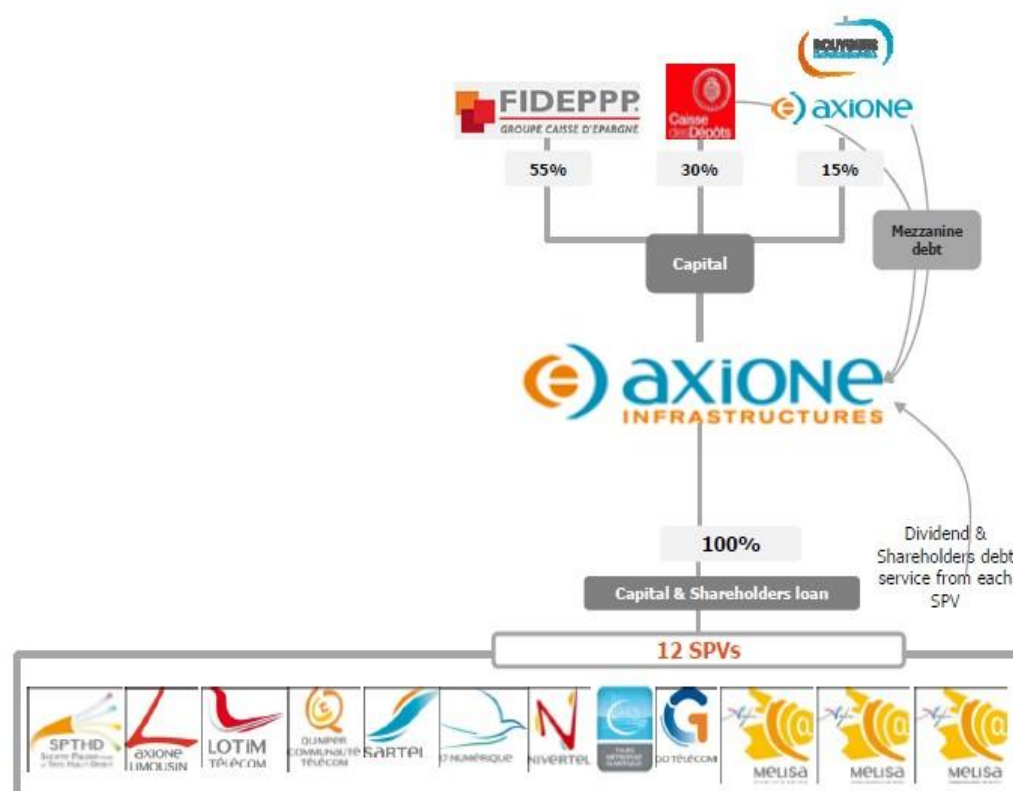 BOUYGUES
FIDEPPP
GROUPE CAISSE D'EPARGNE
Caisse
des Dépôts
axione
55%
30%
15%
Mezzanine
debt
Capital
axione
INFRASTRUCTURES
100%
Dividend &
Shareholders debt
service from each
SPV
Capital & Shareholders loan
12 SPVs
SPTHD
axione
LIMOUSIN
LOTIM
TÉLÉCOM
QUIMPER
COMMUNAUTÉ
TÉLÉCOM
SARTEL
NUMÉRIQUE
NIVERTEL
TELECOM
MELISA
MELISA
MELISA